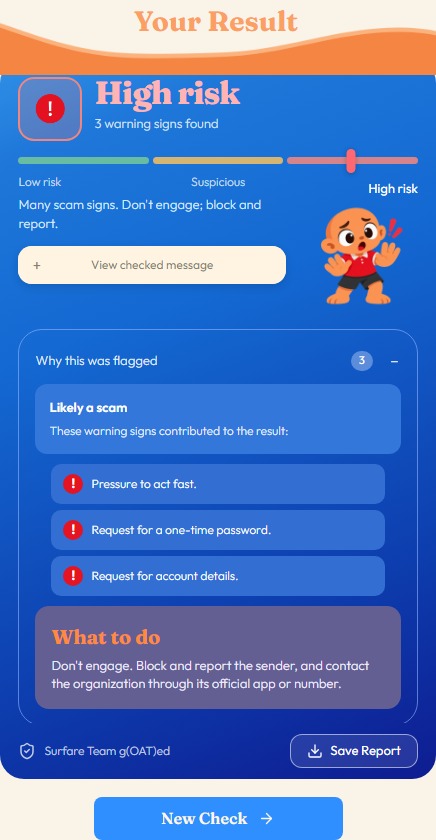 Your Result
!
High risk
3 warning signs found
Low risk
Suspicious
High risk
Many scam signs. Don't engage; block and
report.
+ View checked message
Why this was flagged 3 –
Likely a scam
These warning signs contributed to the result:
! Pressure to act fast.
! Request for a one-time password.
! Request for account details.
What to do
Don't engage. Block and report the sender, and contact
the organization through its official app or number.
Surfare Team g(OAT)ed
Save Report
New Check →